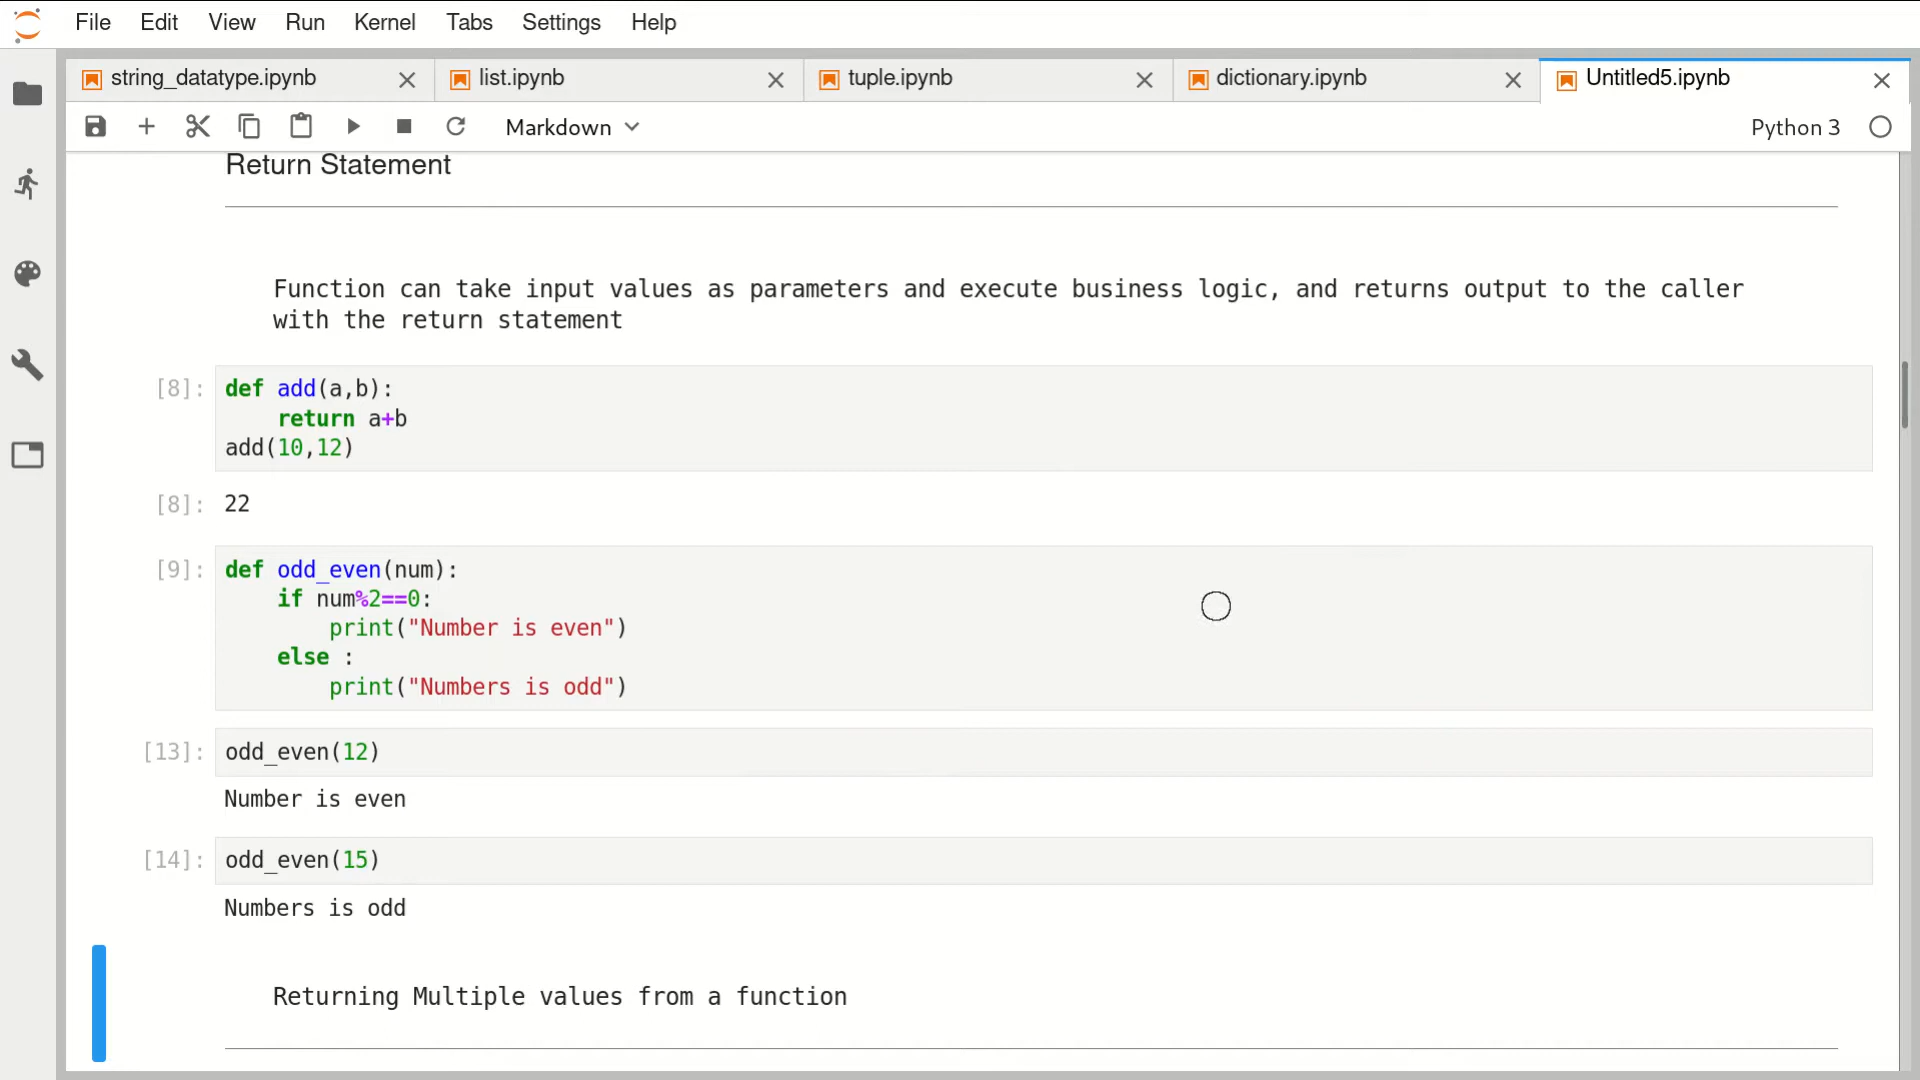 File Edit View Run Kernel Tabs Settings Help
string_datatype.ipynb list.ipynb tuple.ipynb dictionary.ipynb Untitled5.ipynb
Markdown Python 3
Return Statement
Function can take input values as parameters and execute business logic, and returns output to the caller
with the return statement
[8]: def add(a,b):
    return a+b
add(10,12)
[8]: 22
[9]: def odd_even(num):
    if num%2==0:
        print("Number is even")
    else :
        print("Numbers is odd")
[13]: odd_even(12)
Number is even
[14]: odd_even(15)
Numbers is odd
Returning Multiple values from a function